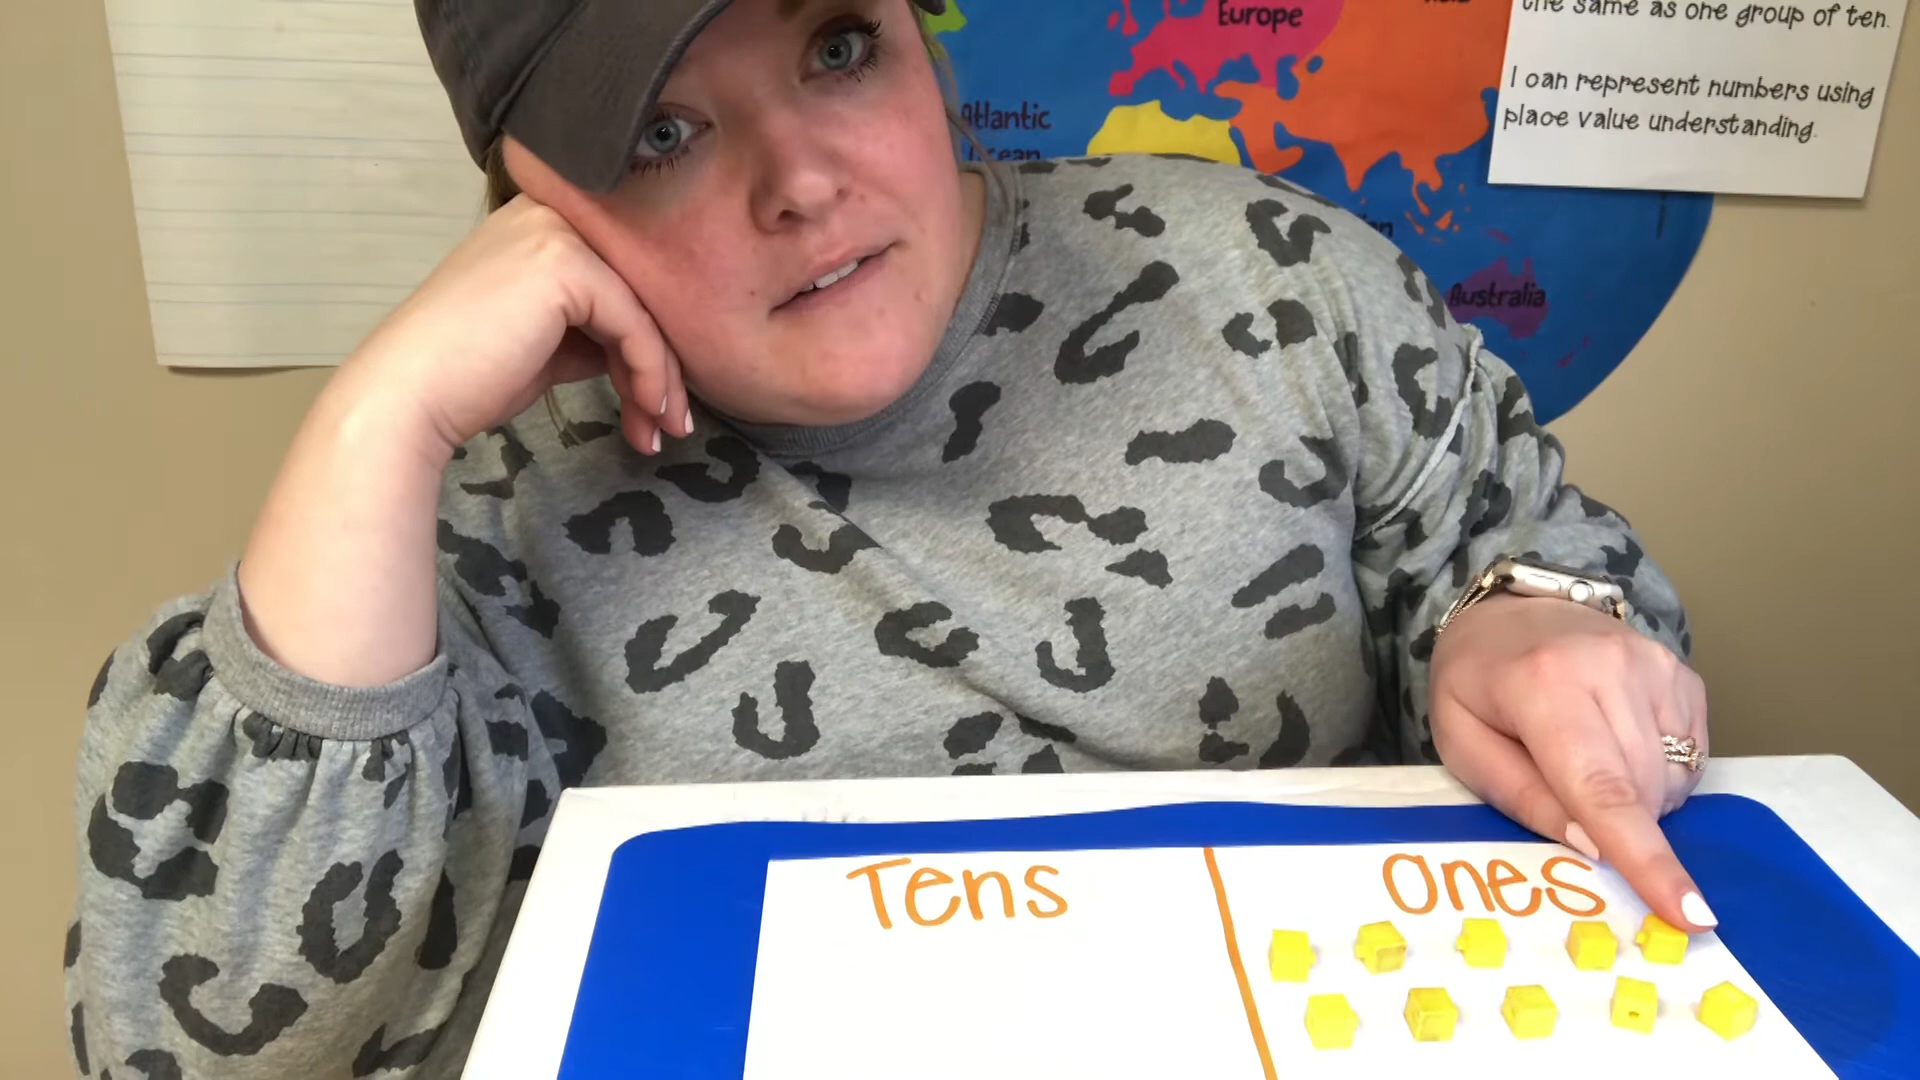 Europe
Atlantic
Ocean
Australia
the same as one group of ten.
I can represent numbers using
place value understanding.
Tens
Ones